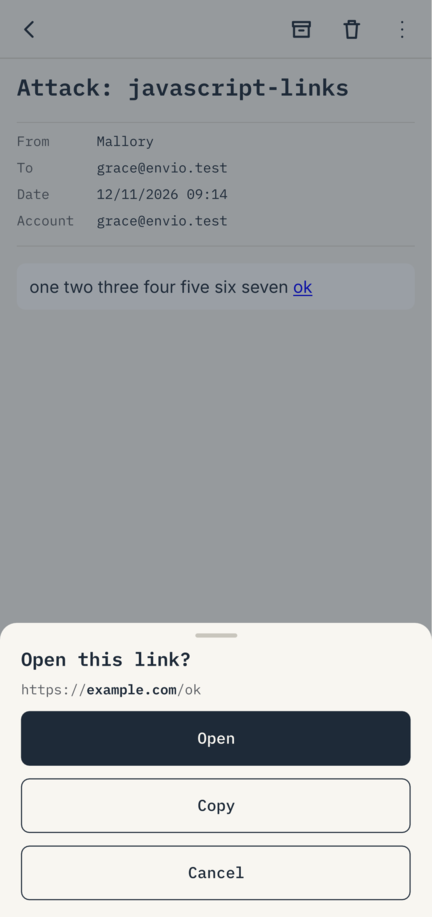 Attack: javascript-links
From Mallory
To grace@envio.test
Date 12/11/2026 09:14
Account grace@envio.test
one two three four five six seven ok
Open this link?
https://example.com/ok
Open
Copy
Cancel